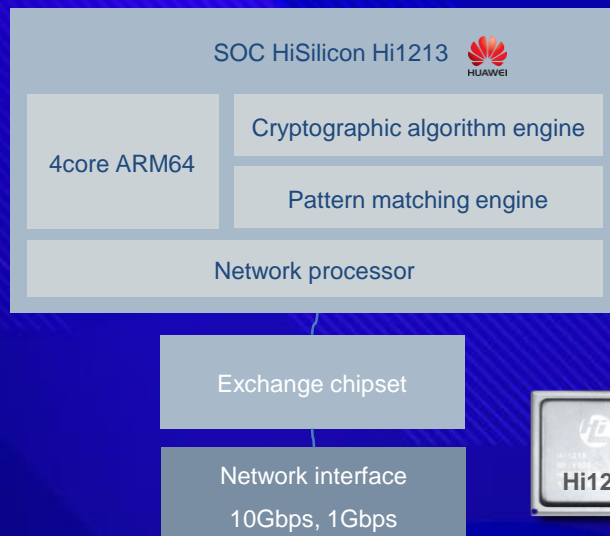 SOC HiSilicon Hi1213
HUAWEI
4core ARM64
Cryptographic algorithm engine
Pattern matching engine
Network processor
Exchange chipset
Network interface
10Gbps, 1Gbps
Hi12